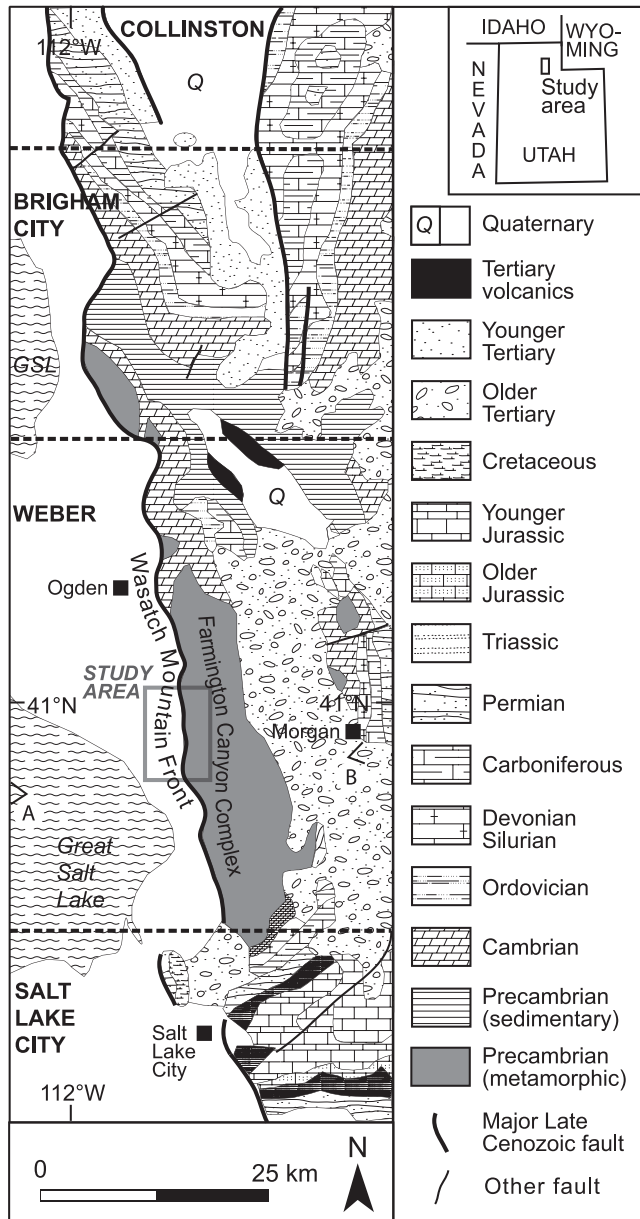 112°W
COLLINSTON
Q
BRIGHAM
CITY
GSL
Q
WEBER
Ogden
Wasatch Mountain Front
Farmington Canyon Complex
STUDY
AREA
41°N
41°N
Morgan
A
B
Great
Salt
Lake
SALT
LAKE
CITY
Salt
Lake
City
112°W
0
25 km
N
IDAHO
WYO-
MING
NEVADA
Study
area
UTAH
Q
Quaternary
Tertiary
volcanics
Younger
Tertiary
Older
Tertiary
Cretaceous
Younger
Jurassic
Older
Jurassic
Triassic
Permian
Carboniferous
Devonian
Silurian
Ordovician
Cambrian
Precambrian
(sedimentary)
Precambrian
(metamorphic)
Major Late
Cenozoic fault
Other fault